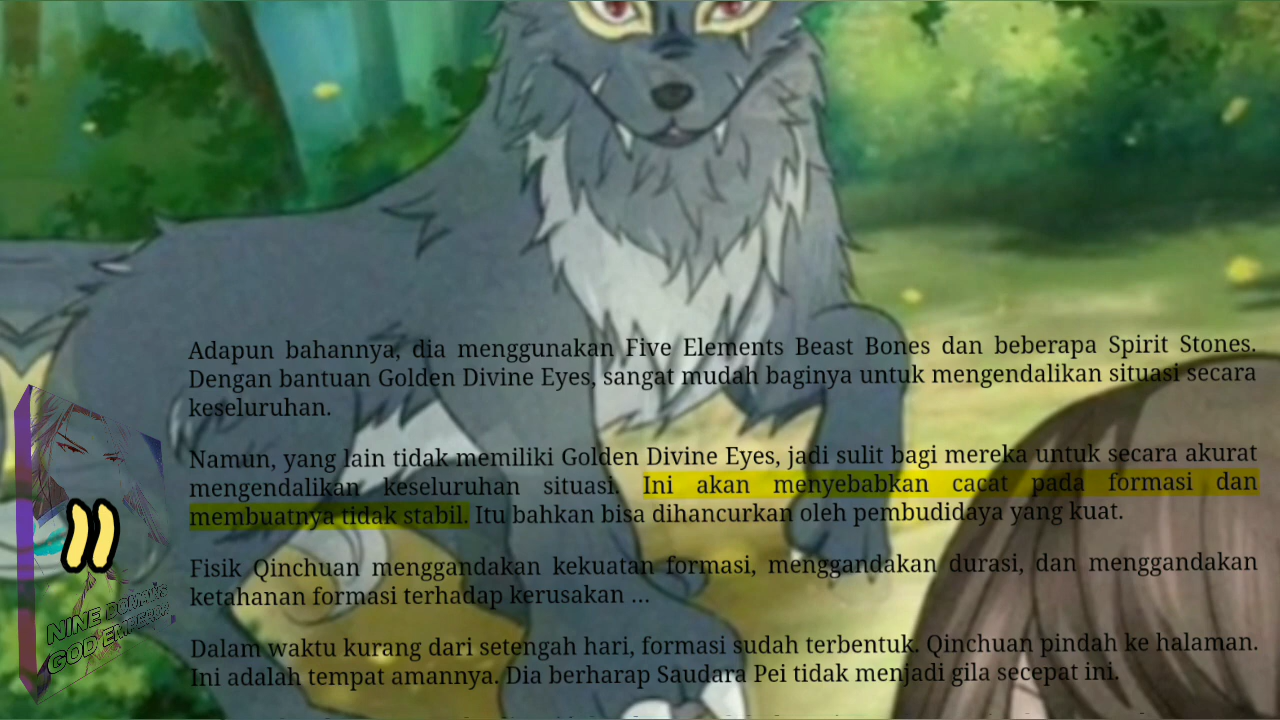 Adapun bahannya, dia menggunakan Five Elements Beast Bones dan beberapa Spirit Stones.
Dengan bantuan Golden Divine Eyes, sangat mudah baginya untuk mengendalikan situasi secara
keseluruhan.
Namun, yang lain tidak memiliki Golden Divine Eyes, jadi sulit bagi mereka untuk secara akurat
mengendalikan keseluruhan situasi. Ini akan menyebabkan cacat pada formasi dan
membuatnya tidak stabil. Itu bahkan bisa dihancurkan oleh pembudidaya yang kuat.
Fisik Qinchuan menggandakan kekuatan formasi, menggandakan durasi, dan menggandakan
ketahanan formasi terhadap kerusakan ...
Dalam waktu kurang dari setengah hari, formasi sudah terbentuk. Qinchuan pindah ke halaman.
Ini adalah tempat amannya. Dia berharap Saudara Pei tidak menjadi gila secepat ini.
NINE DOMAINS
GOD EMPEROR